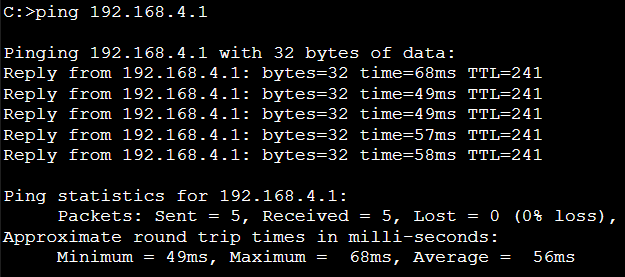 C:>ping 192.168.4.1
Pinging 192.168.4.1 with 32 bytes of data:
Reply from 192.168.4.1: bytes=32 time=68ms TTL=241
Reply from 192.168.4.1: bytes=32 time=49ms TTL=241
Reply from 192.168.4.1: bytes=32 time=49ms TTL=241
Reply from 192.168.4.1: bytes=32 time=57ms TTL=241
Reply from 192.168.4.1: bytes=32 time=58ms TTL=241
Ping statistics for 192.168.4.1:
Packets: Sent = 5, Received = 5, Lost = 0 (0% loss),
Approximate round trip times in milli-seconds:
Minimum = 49ms, Maximum =  68ms, Average =  56ms